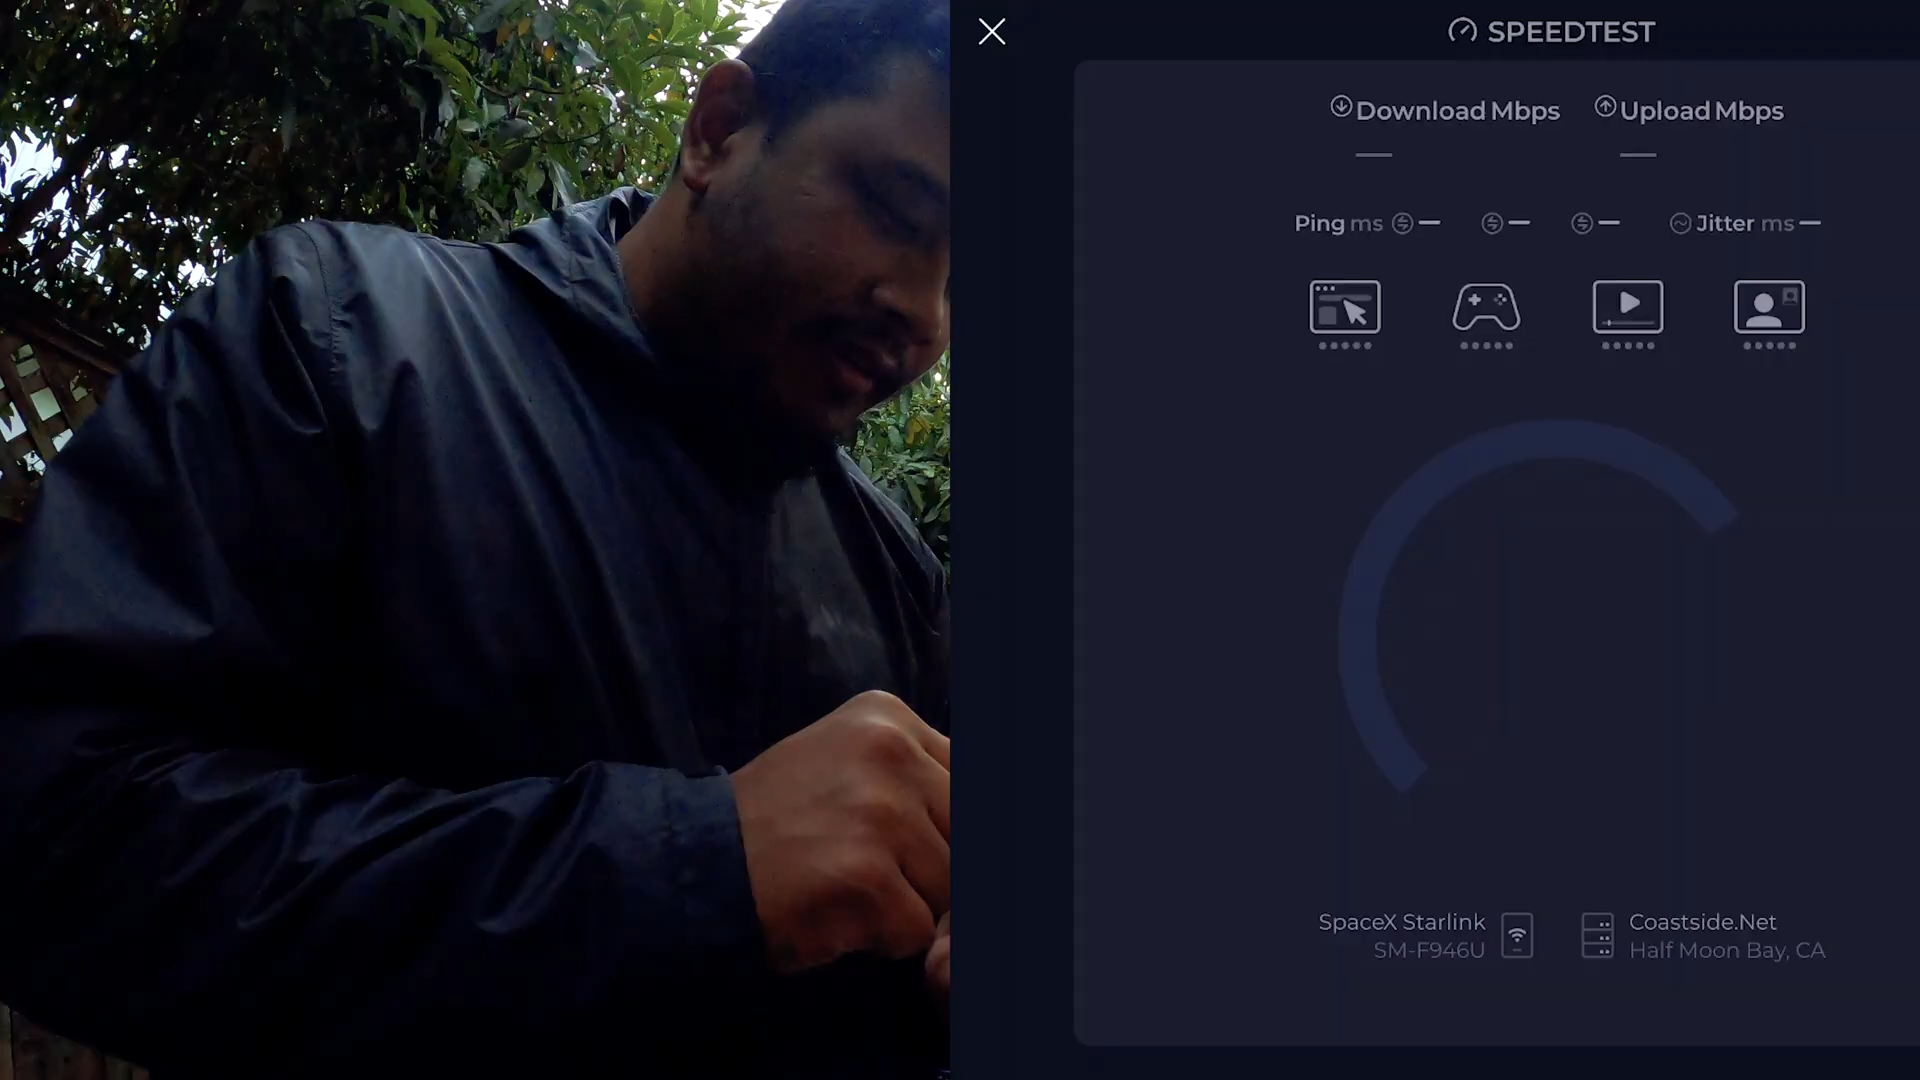 SPEEDTEST
Download Mbps
Upload Mbps
Ping ms
Jitter ms
SpaceX Starlink
SM-F946U
Coastside.Net
Half Moon Bay, CA